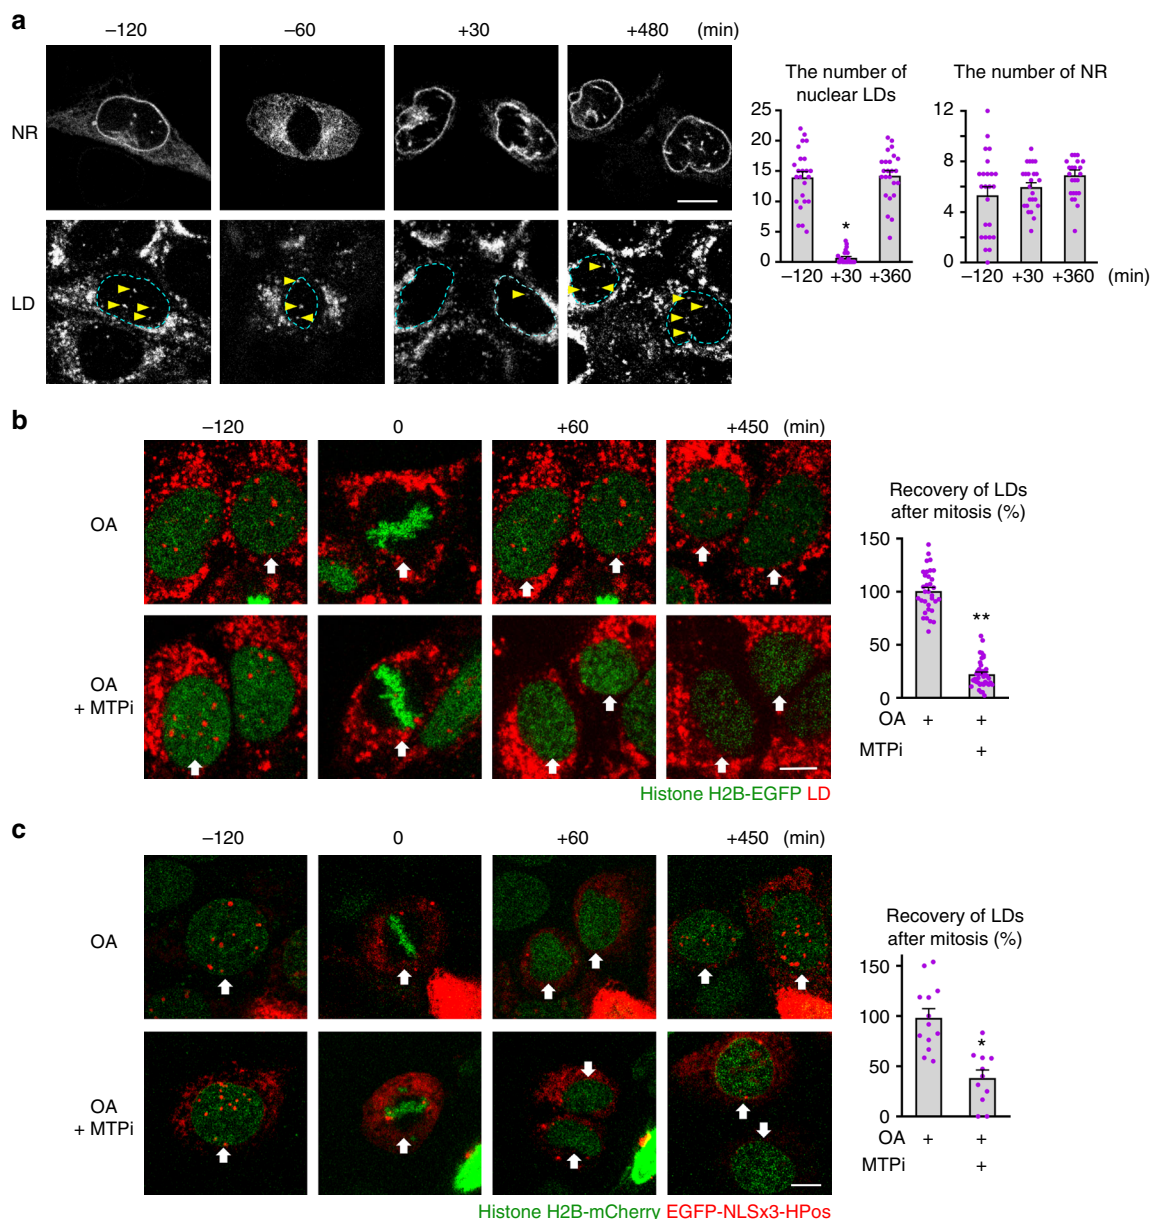 a
−120
−60
+30
+480
(min)
NR
LD
The number of
nuclear LDs
25
20
15
10
5
0
*
−120
+30
+360
The number of NR
12
8
4
0
−120
+30
+360
(min)
b
−120
0
+60
+450
(min)
OA
OA
+ MTPi
Histone H2B-EGFP LD
Recovery of LDs
after mitosis (%)
150
100
50
0
**
OA
+
+
MTPi
+
c
−120
0
+60
+450
(min)
OA
OA
+ MTPi
Histone H2B-mCherry EGFP-NLSx3-HPos
Recovery of LDs
after mitosis (%)
150
100
50
0
*
OA
+
+
MTPi
+